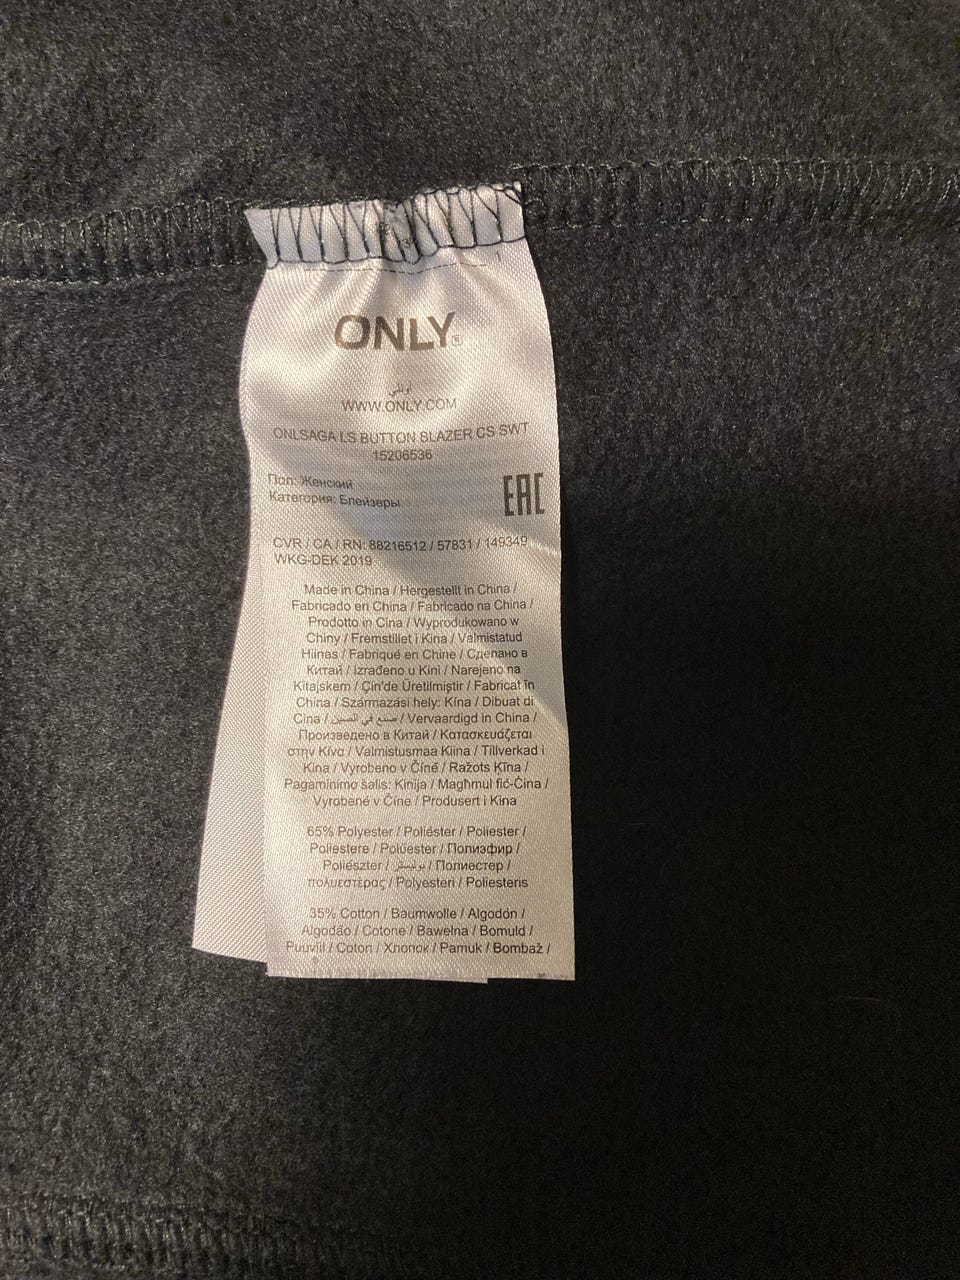 1
ONLY®
اونلي
WWW.ONLY.COM
ONLSAGA LS BUTTON BLAZER CS SWT
15206536
Пол: Женский
Категория: Блейзеры
EAC
CVR / CA / RN: 88216512 / 57831 / 149349
WKG-DEK 2019
Made in China / Hergestellt in China /
Fabricado en China / Fabricado na China /
Prodotto in Cina / Wyprodukowano w
Chiny / Fremstillet i Kina / Valmistatud
Hiinas / Fabriqué en Chine / Сделано в
Китай / Izrađeno u Kini / Narejeno na
Kitajskem / Çin'de Üretilmiştir / Fabricat în
China / Származási hely: Kína / Dibuat di
Cina / صنع في الصين / Vervaardigd in China /
Произведено в Китай / Κατασκευάζεται
στην Κίνα / Valmistusmaa Kiina / Tillverkad i
Kina / Vyrobeno v Číně / Ražots Ķīna /
Pagaminimo šalis: Kinija / Magħmul fiċ-Ċina /
Vyrobené v Číne / Produsert i Kina
65% Polyester / Poliéster / Poliester /
Poliestere / Polüester / Полиэфир /
Poliészter / بوليستر / Полиестер /
πολυεστέρας / Polyesteri / Poliesteris
35% Cotton / Baumwolle / Algodón /
Algodão / Cotone / Bawełna / Bomuld /
Puuvill / Coton / Хлопок / Pamuk / Bombaž /